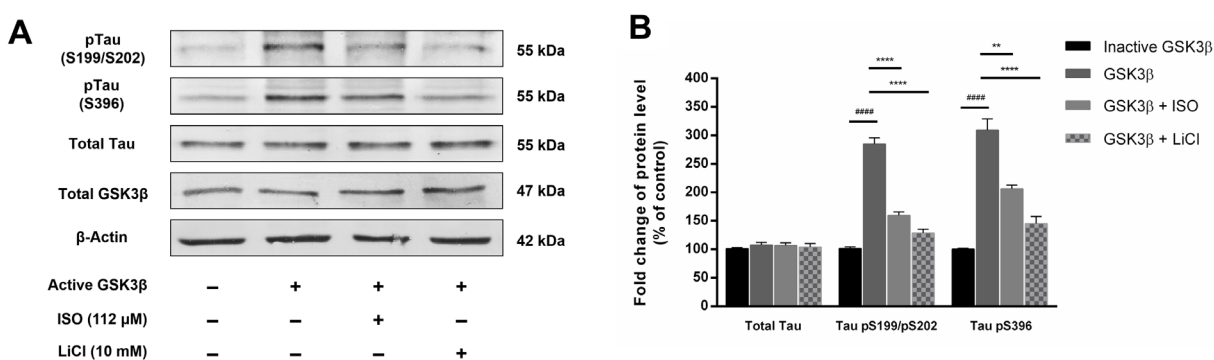 A
pTau
(S199/S202)
55 kDa
pTau
(S396)
55 kDa
Total Tau
55 kDa
Total GSK3β
47 kDa
β-Actin
42 kDa
Active GSK3β – + + +
ISO (112 µM) – – + –
LiCl (10 mM) – – – +
B
Fold change of protein level
(% of control)
400
350
300
250
200
150
100
50
0
####
****
****
####
**
****
Total Tau
Tau pS199/pS202
Tau pS396
Inactive GSK3β
GSK3β
GSK3β + ISO
GSK3β + LiCl